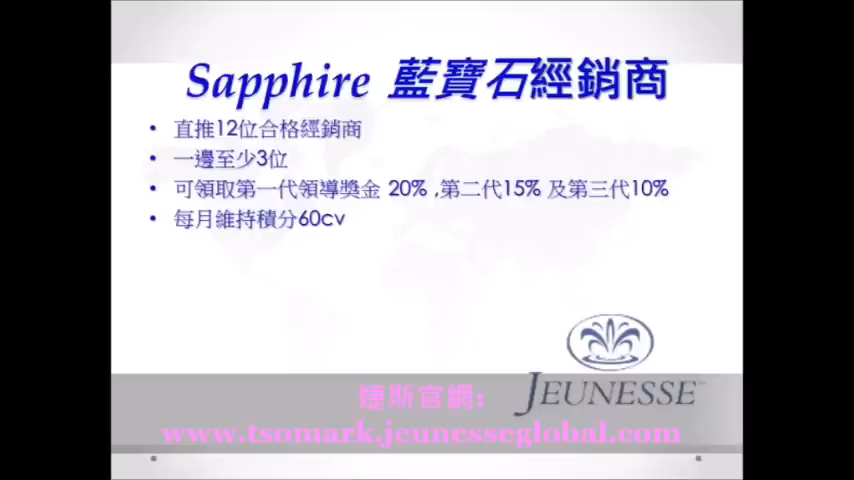 Sapphire 藍寶石經銷商
• 直推12位合格經銷商
• 一邊至少3位
• 可領取第一代領導獎金 20% ,第二代15% 及第三代10%
• 每月維持積分60cv
JEUNESSE™
婕斯官網:
www.tsomark.jeunesseglobal.com